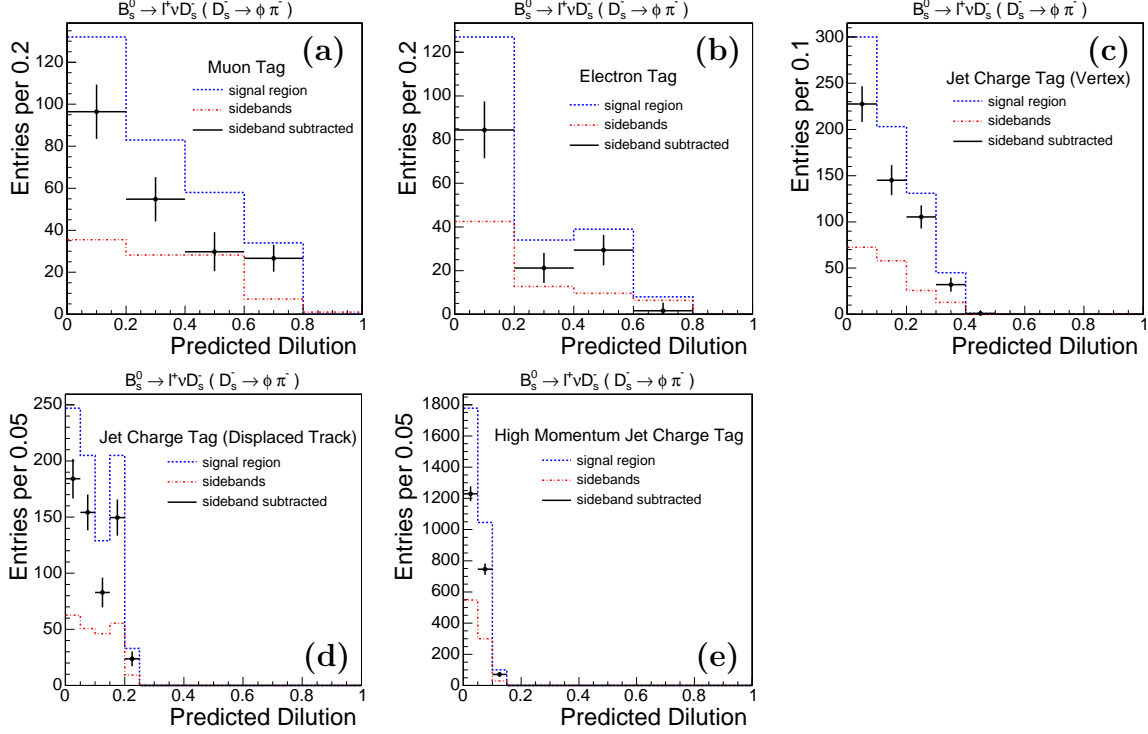 B⁰ₛ → l⁺νD⁻ₛ ( D⁻ₛ → φ π⁻ )
(a)
Muon Tag
signal region
sidebands
sideband subtracted
Entries per 0.2
0 20 40 60 80 100 120
0 0.2 0.4 0.6 0.8 1
Predicted Dilution
B⁰ₛ → l⁺νD⁻ₛ ( D⁻ₛ → φ π⁻ )
(b)
Electron Tag
signal region
sidebands
sideband subtracted
Entries per 0.2
0 20 40 60 80 100 120
0 0.2 0.4 0.6 0.8 1
Predicted Dilution
B⁰ₛ → l⁺νD⁻ₛ ( D⁻ₛ → φ π⁻ )
(c)
Jet Charge Tag (Vertex)
signal region
sidebands
sideband subtracted
Entries per 0.1
0 50 100 150 200 250 300
0 0.2 0.4 0.6 0.8 1
Predicted Dilution
B⁰ₛ → l⁺νD⁻ₛ ( D⁻ₛ → φ π⁻ )
Jet Charge Tag (Displaced Track)
signal region
sidebands
sideband subtracted
(d)
Entries per 0.05
0 50 100 150 200 250
0 0.2 0.4 0.6 0.8 1
Predicted Dilution
B⁰ₛ → l⁺νD⁻ₛ ( D⁻ₛ → φ π⁻ )
High Momentum Jet Charge Tag
signal region
sidebands
sideband subtracted
(e)
Entries per 0.05
0 200 400 600 800 1000 1200 1400 1600 1800
0 0.2 0.4 0.6 0.8 1
Predicted Dilution